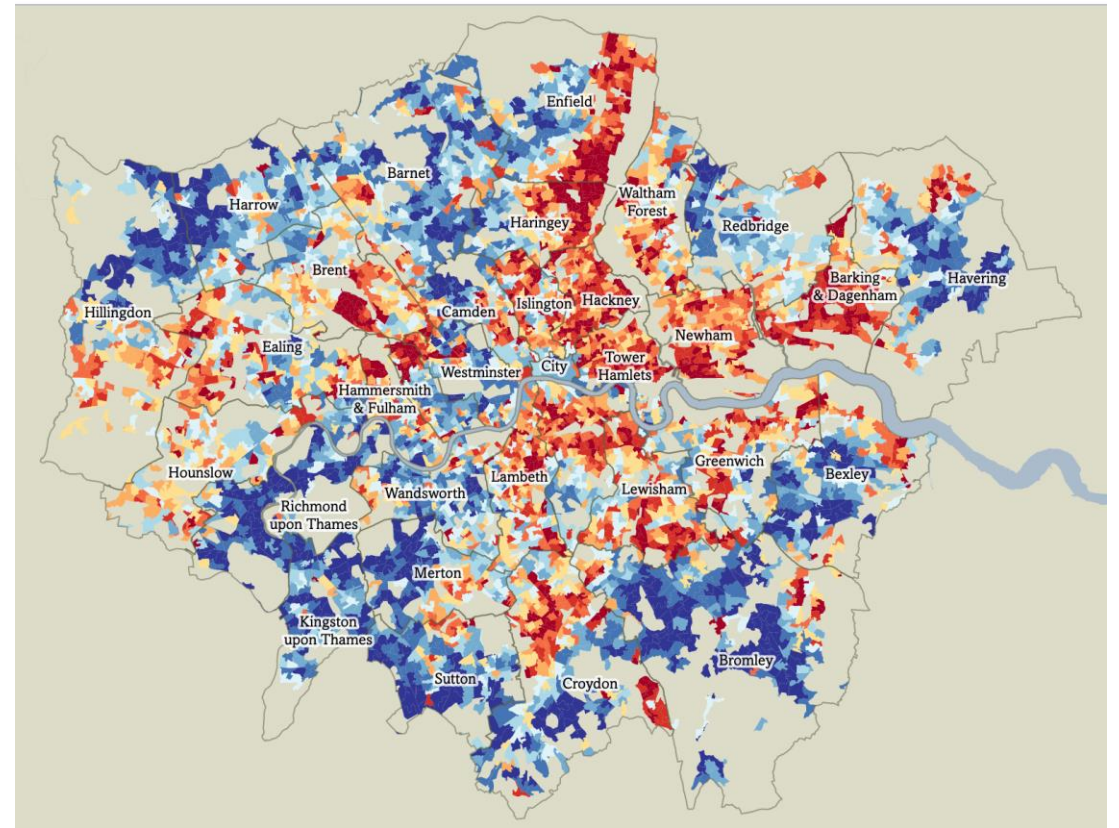 Enfield
Barnet
Harrow
Waltham
Forest
Haringey
Redbridge
Brent
Barking
& Dagenham
Havering
Hillingdon
Camden
Islington
Hackney
Newham
Ealing
Westminster
City
Tower
Hamlets
Hammersmith
& Fulham
Hounslow
Greenwich
Bexley
Lambeth
Wandsworth
Lewisham
Richmond
upon Thames
Merton
Kingston
upon Thames
Bromley
Sutton
Croydon